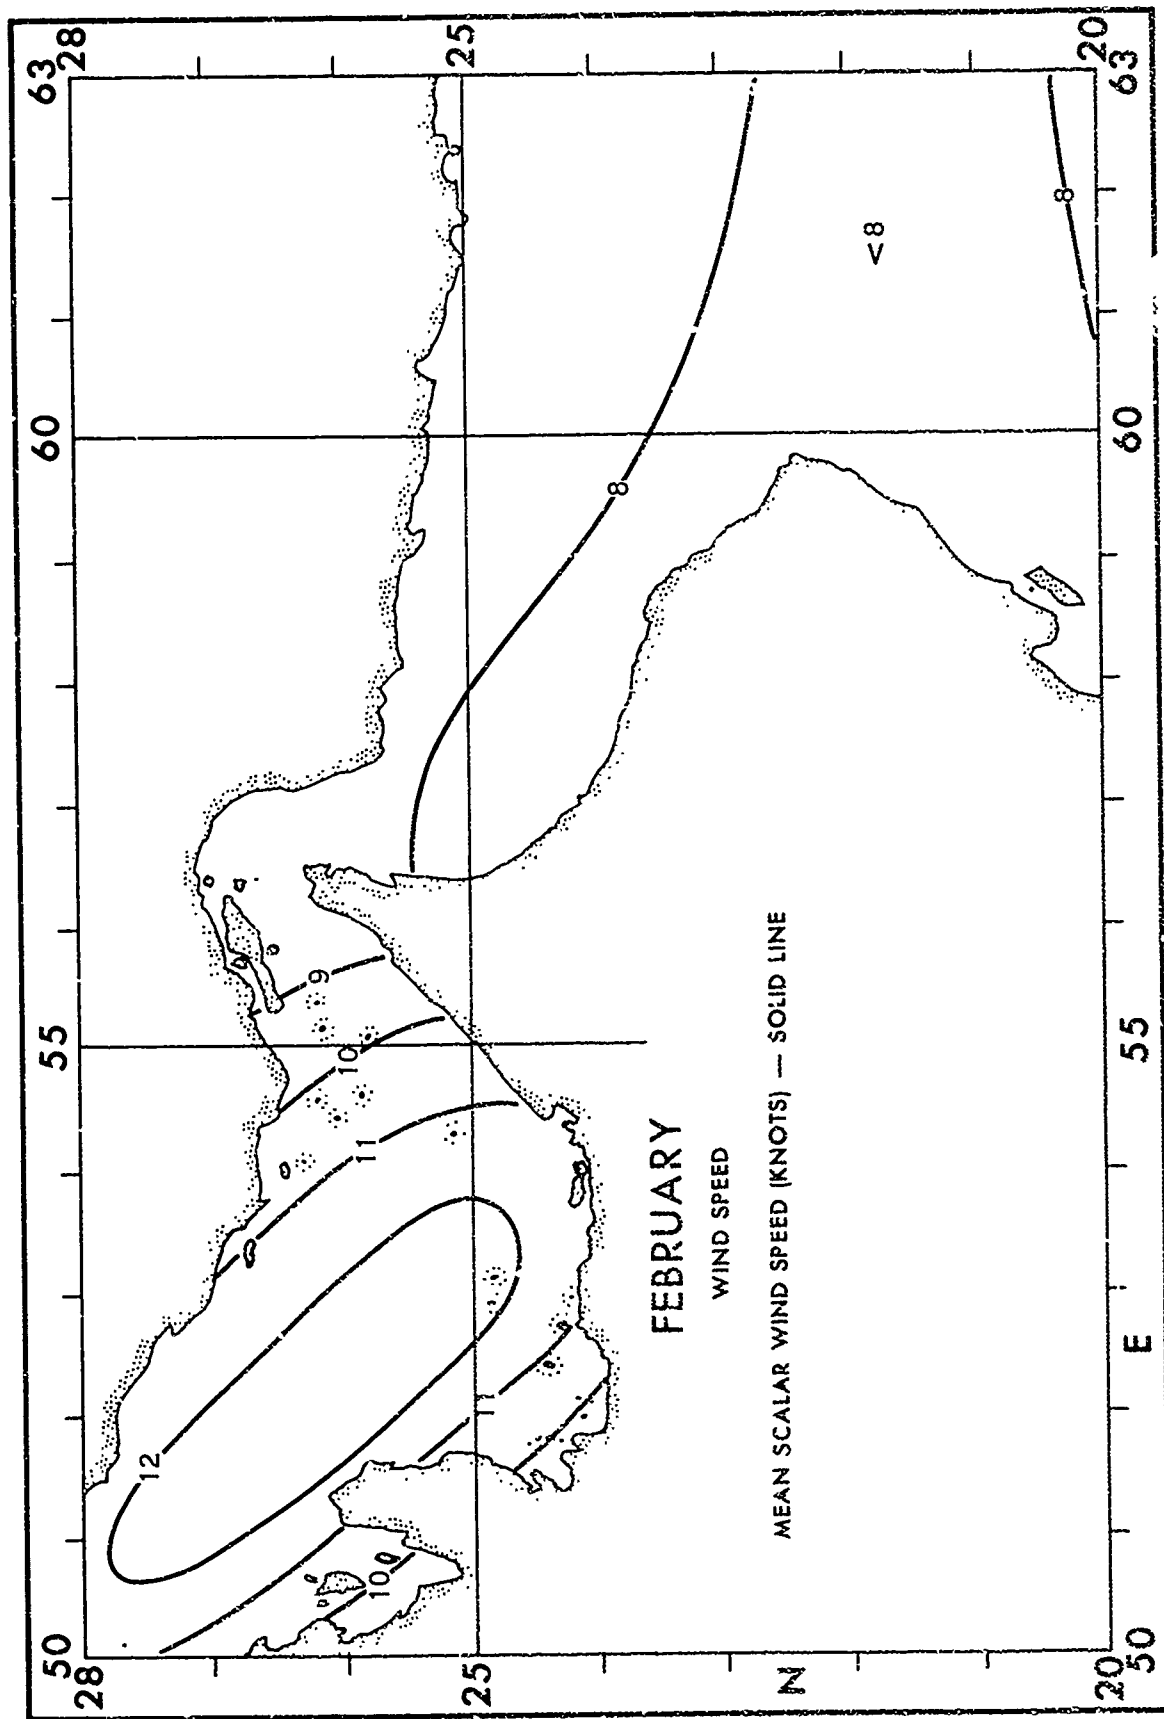 50 55 60 63
28 28
12
9
10
11
10
25 25
11
8
FEBRUARY
WIND SPEED
MEAN SCALAR WIND SPEED (KNOTS) — SOLID LINE
N
<8
8
20 20
50 E 55 60 63